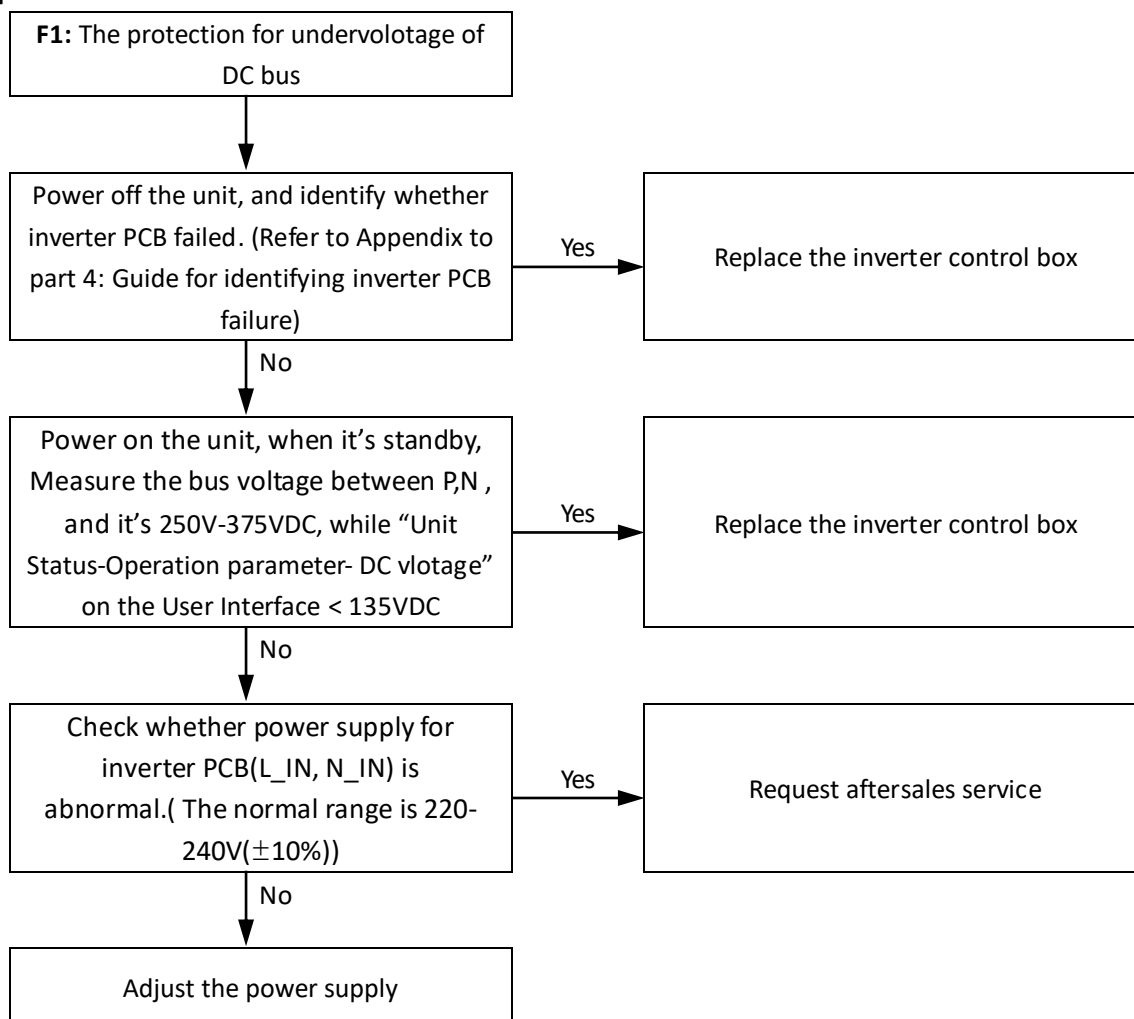 F1: The protection for undervolotage of
DC bus
Power off the unit, and identify whether
inverter PCB failed. (Refer to Appendix to
part 4: Guide for identifying inverter PCB
failure)
Yes
Replace the inverter control box
No
Power on the unit, when it’s standby,
Measure the bus voltage between P,N ,
and it’s 250V-375VDC, while “Unit
Status-Operation parameter- DC vlotage”
on the User Interface < 135VDC
Yes
Replace the inverter control box
No
Check whether power supply for
inverter PCB(L_IN, N_IN) is
abnormal.( The normal range is 220-
240V(±10%))
Yes
Request aftersales service
No
Adjust the power supply